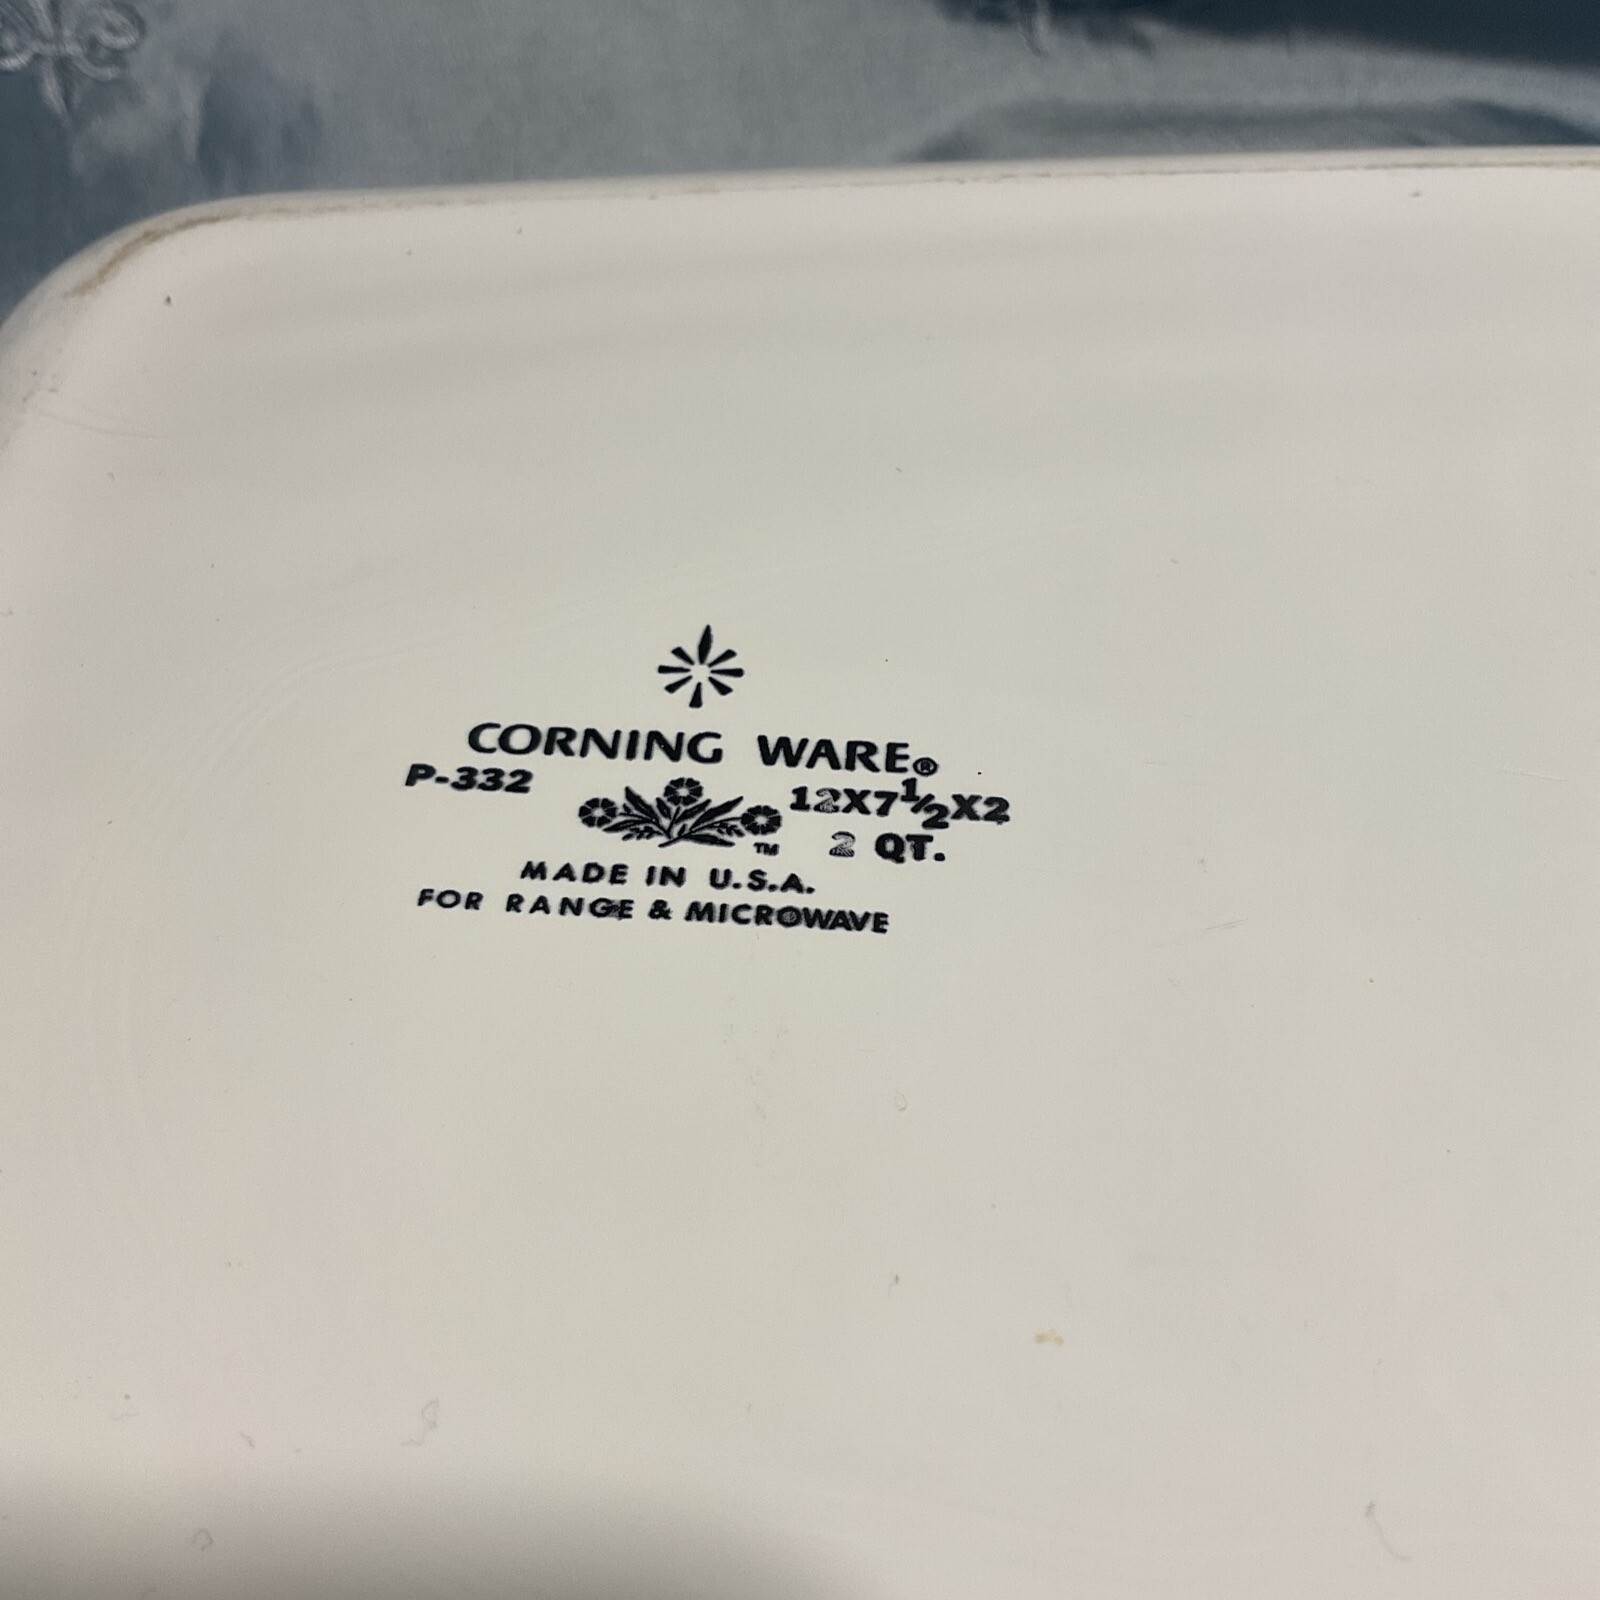 CORNING WARE®
P-332 12X7½X2
2 QT.
™
MADE IN U.S.A.
FOR RANGE & MICROWAVE